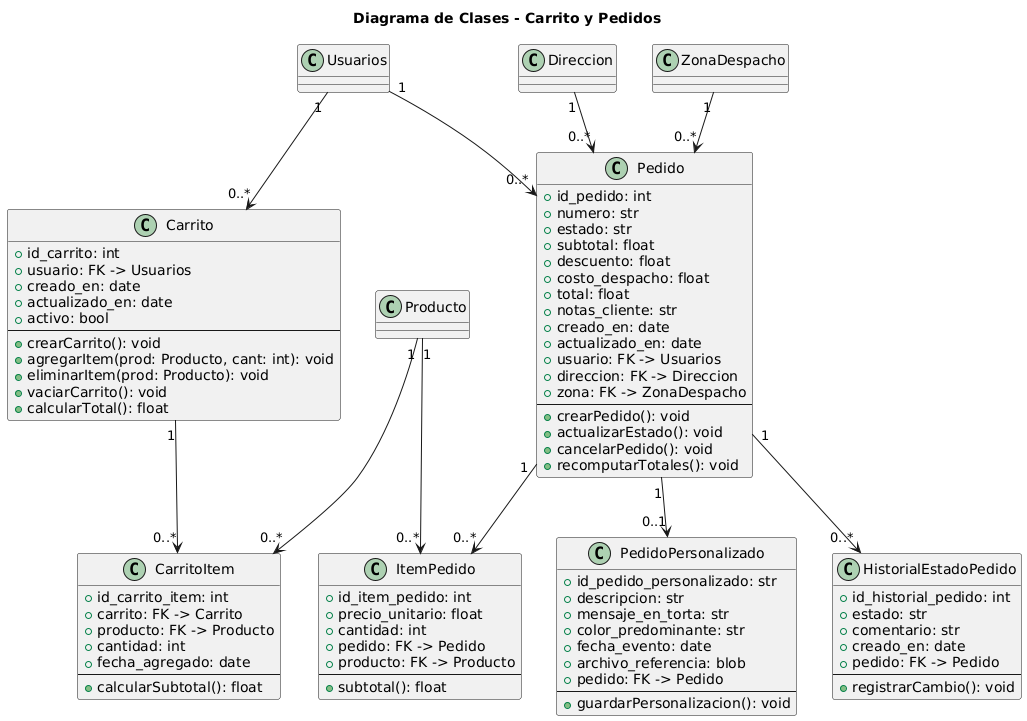 Diagrama de Clases - Carrito y Pedidos
C Usuarios
C Direccion
C ZonaDespacho
1
1
1
1
0..*
0..*
0..*
0..*
C Pedido
id_pedido: int
numero: str
estado: str
subtotal: float
descuento: float
costo_despacho: float
total: float
notas_cliente: str
creado_en: date
actualizado_en: date
usuario: FK -> Usuarios
direccion: FK -> Direccion
zona: FK -> ZonaDespacho
crearPedido(): void
actualizarEstado(): void
cancelarPedido(): void
recomputarTotales(): void
C Carrito
id_carrito: int
usuario: FK -> Usuarios
creado_en: date
actualizado_en: date
activo: bool
crearCarrito(): void
agregarItem(prod: Producto, cant: int): void
eliminarItem(prod: Producto): void
vaciarCarrito(): void
calcularTotal(): float
C Producto
1
1
1
1
1
1
0..*
0..*
0..*
0..*
0..1
0..*
C CarritoItem
id_carrito_item: int
carrito: FK -> Carrito
producto: FK -> Producto
cantidad: int
fecha_agregado: date
calcularSubtotal(): float
C ItemPedido
id_item_pedido: int
precio_unitario: float
cantidad: int
pedido: FK -> Pedido
producto: FK -> Producto
subtotal(): float
C PedidoPersonalizado
id_pedido_personalizado: str
descripcion: str
mensaje_en_torta: str
color_predominante: str
fecha_evento: date
archivo_referencia: blob
pedido: FK -> Pedido
guardarPersonalizacion(): void
C HistorialEstadoPedido
id_historial_pedido: int
estado: str
comentario: str
creado_en: date
pedido: FK -> Pedido
registrarCambio(): void